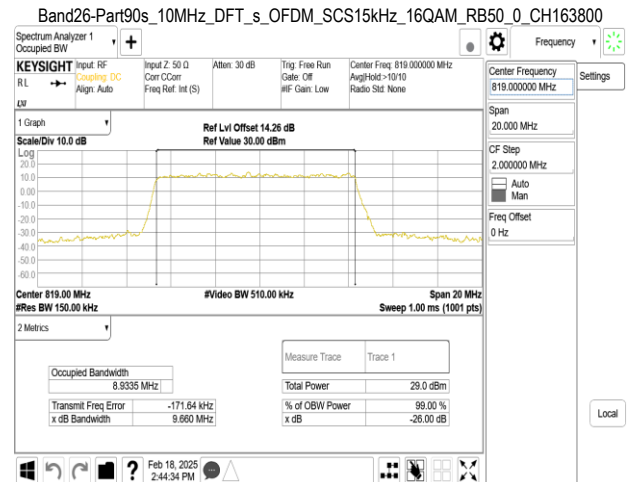 Band26-Part90s_10MHz_DFT_s_OFDM_SCS15kHz_16QAM_RB50_0_CH163800
Spectrum Analyzer 1
Occupied BW
Frequency
KEYSIGHT
Input: RF
Input Z: 50 Ω
Atten: 30 dB
Trig: Free Run
Center Freq: 819.000000 MHz
RL
Coupling: DC
Corr CCorr
Gate: Off
Avg|Hold:>10/10
Align: Auto
Freq Ref: Int (S)
#IF Gain: Low
Radio Std: None
LXI
Center Frequency
819.000000 MHz
Settings
Span
20.000 MHz
CF Step
2.000000 MHz
Auto
Man
Freq Offset
0 Hz
Local
1 Graph
Ref Lvl Offset 14.26 dB
Scale/Div 10.0 dB
Ref Value 30.00 dBm
Log
20.0
10.0
0.00
-10.0
-20.0
-30.0
-40.0
-50.0
-60.0
Center 819.00 MHz
#Video BW 510.00 kHz
Span 20 MHz
#Res BW 150.00 kHz
Sweep 1.00 ms (1001 pts)
2 Metrics
Measure Trace
Trace 1
Occupied Bandwidth
8.9335 MHz
Total Power
29.0 dBm
Transmit Freq Error
-171.64 kHz
% of OBW Power
99.00 %
x dB Bandwidth
9.660 MHz
x dB
-26.00 dB
Feb 18, 2025
2:44:34 PM